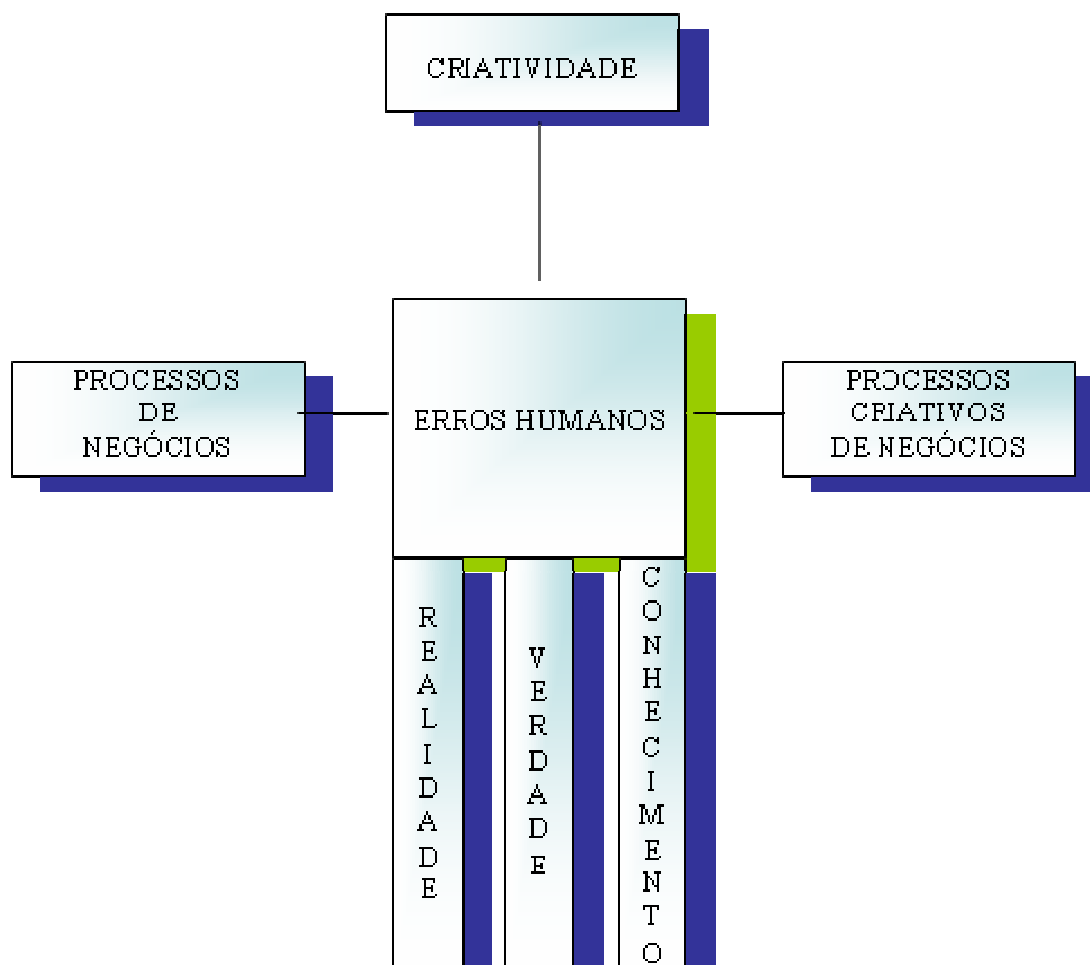 CRIATIVIDADE
PROCESSOS
DE
NEGÓCIOS
ERROS HUMANOS
PROCESSOS
CRIATIVOS
DE NEGÓCIOS
REALIDADE
VERDADE
CONHECIMENTO